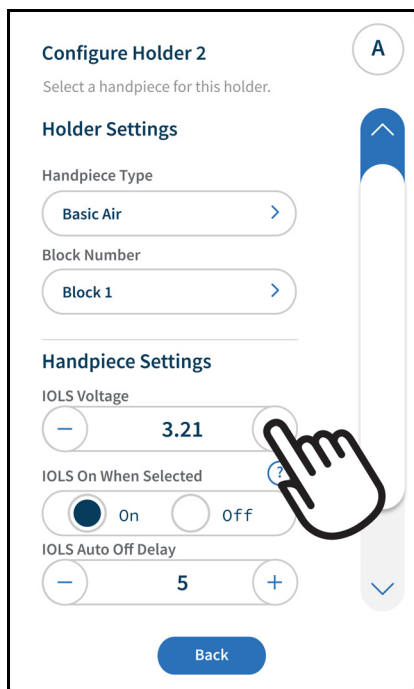 Configure Holder 2
A
Select a handpiece for this holder.
Holder Settings
Handpiece Type
Basic Air
Block Number
Block 1
Handpiece Settings
IOLS Voltage
− 3.21
IOLS On When Selected ?
On Off
IOLS Auto Off Delay
− 5 +
Back